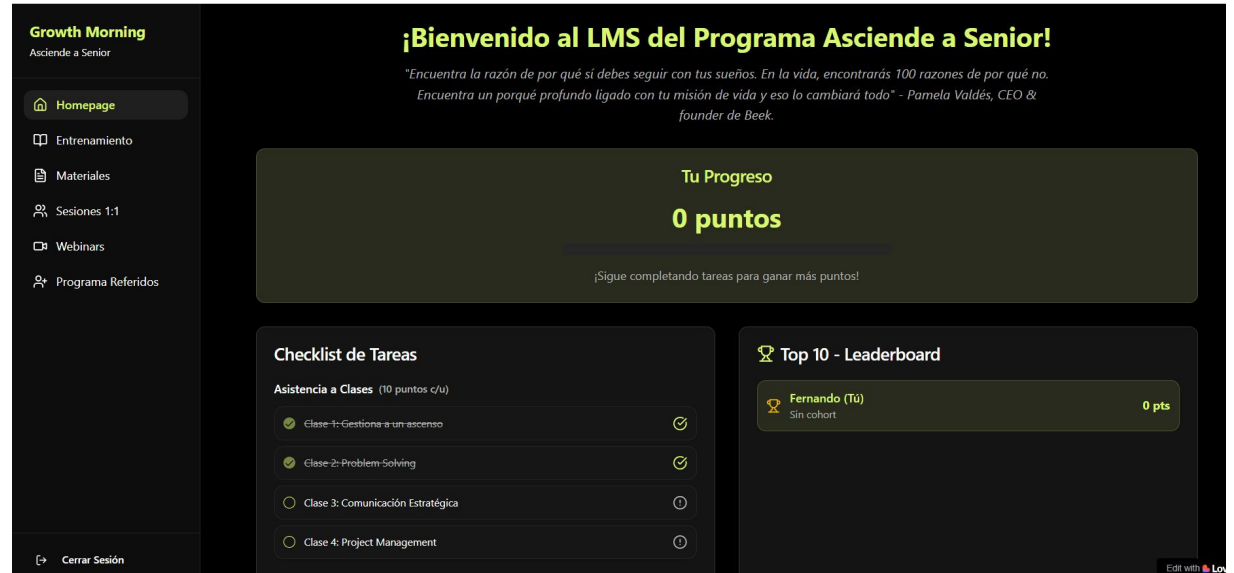 Growth Morning
Asciende a Senior
Homepage
Entrenamiento
Materiales
Sesiones 1:1
Webinars
Programa Referidos
Cerrar Sesión
¡Bienvenido al LMS del Programa Asciende a Senior!
"Encuentra la razón de por qué sí debes seguir con tus sueños. En la vida, encontrarás 100 razones de por qué no.
Encuentra un porqué profundo ligado con tu misión de vida y eso lo cambiará todo" - Pamela Valdés, CEO &
founder de Beek.
Tu Progreso
0 puntos
¡Sigue completando tareas para ganar más puntos!
Checklist de Tareas
Asistencia a Clases (10 puntos c/u)
Clase 1: Gestiona a un ascenso
Clase 2: Problem Solving
Clase 3: Comunicación Estratégica
Clase 4: Project Management
Top 10 - Leaderboard
Fernando (Tú)
Sin cohort
0 pts
Edit with